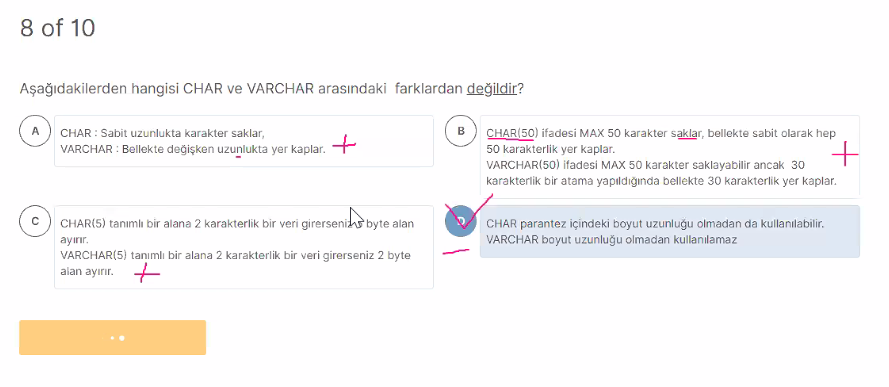 8 of 10
Aşağıdakilerden hangisi CHAR ve VARCHAR arasındaki farklardan değildir?
A
CHAR : Sabit uzunlukta karakter saklar,
VARCHAR : Bellekte değişken uzunlukta yer kaplar.
B
CHAR(50) ifadesi MAX 50 karakter saklar, bellekte sabit olarak hep
50 karakterlik yer kaplar.
VARCHAR(50) ifadesi MAX 50 karakter saklayabilir ancak 30
karakterlik bir atama yapıldığında bellekte 30 karakterlik yer kaplar.
C
CHAR(5) tanımlı bir alana 2 karakterlik bir veri girerseniz byte alan
ayırır.
VARCHAR(5) tanımlı bir alana 2 karakterlik bir veri girerseniz 2 byte
alan ayırır.
D
CHAR parantez içindeki boyut uzunluğu olmadan da kullanılabilir.
VARCHAR boyut uzunluğu olmadan kullanılamaz